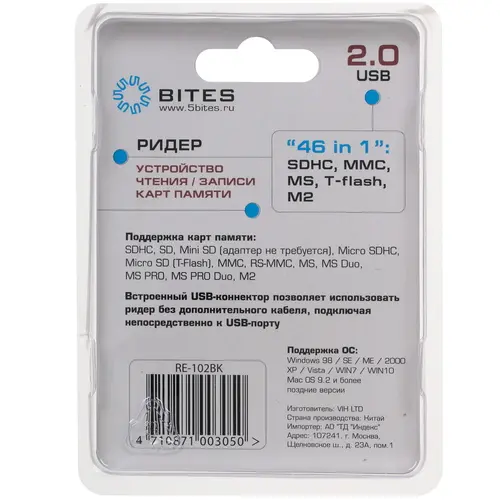 2.0
USB
BITES
www.5bites.ru
РИДЕР
УСТРОЙСТВО
ЧТЕНИЯ / ЗАПИСИ
КАРТ ПАМЯТИ
“46 in 1”:
SDHC, MMC,
MS, T-flash,
M2
Поддержка карт памяти:
SDHC, SD, Mini SD (адаптер не требуется), Micro SDHC,
Micro SD (T-Flash), MMC, RS-MMC, MS, MS Duo,
MS PRO, MS PRO Duo, M2
Встроенный USB-коннектор позволяет использовать
ридер без дополнительного кабеля, подключая
непосредственно к USB-порту
RE-102BK
4 710871 003050 >
Поддержка ОС:
Windows 98 / SE / ME / 2000
XP / Vista / WIN7 / WIN10
Mac OS 9.2 и более
поздние версии
Изготовитель: VIH LTD
Страна производства: Китай
Импортер: АО "ТД "Индекс"
Адрес: 107241, г. Москва,
Щелковское ш., д. 23А, пом.1